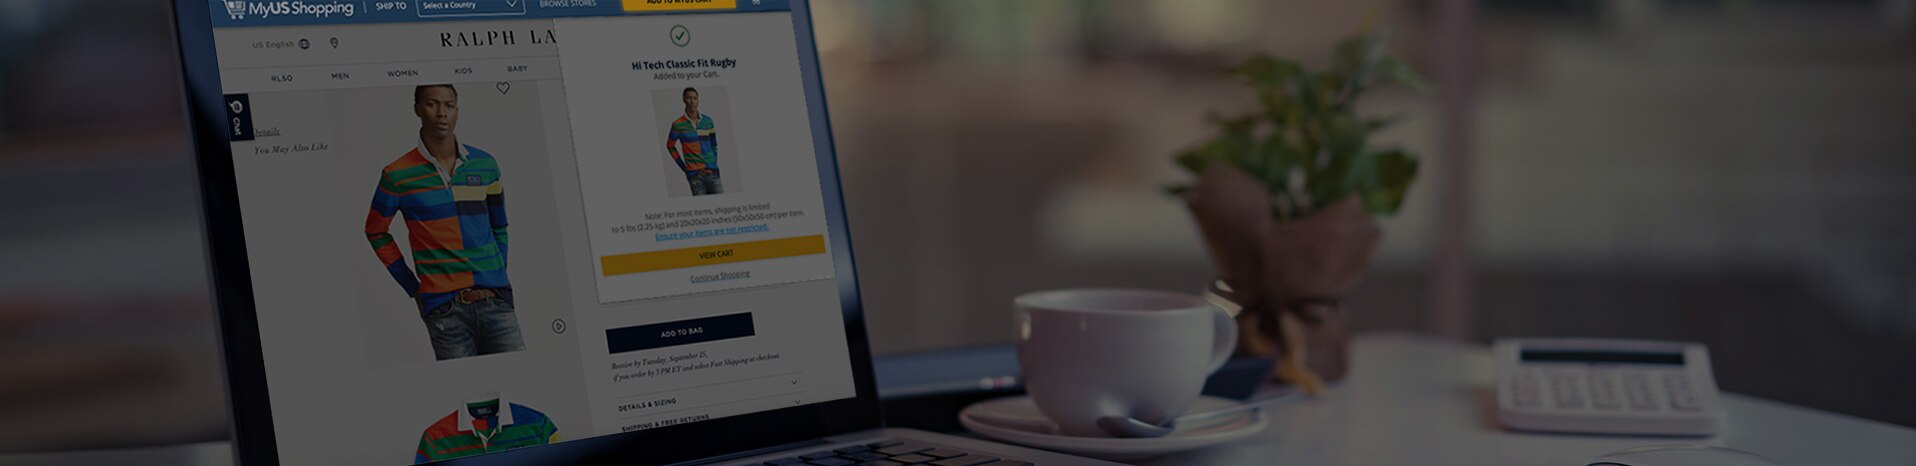 MyUS Shopping
SHIP TO
Select a Country
BROWSE STORES
ADD TO MYUS CART
US English
RALPH LA
RL50
MEN
WOMEN
KIDS
BABY
Chat
Details
You May Also Like
Hi Tech Classic Fit Rugby
Added to your Cart.
Note: For most items, shipping is limited
to 5 lbs (2.25 kg) and 20x20x20 inches (50x50x50 cm) per item.
Ensure your items are not restricted.
VIEW CART
Continue Shopping
ADD TO BAG
Receive by Tuesday, September 25,
if you order by 3 PM ET and select Fast Shipping at checkout.
DETAILS & SIZING
SHIPPING & FREE RETURNS